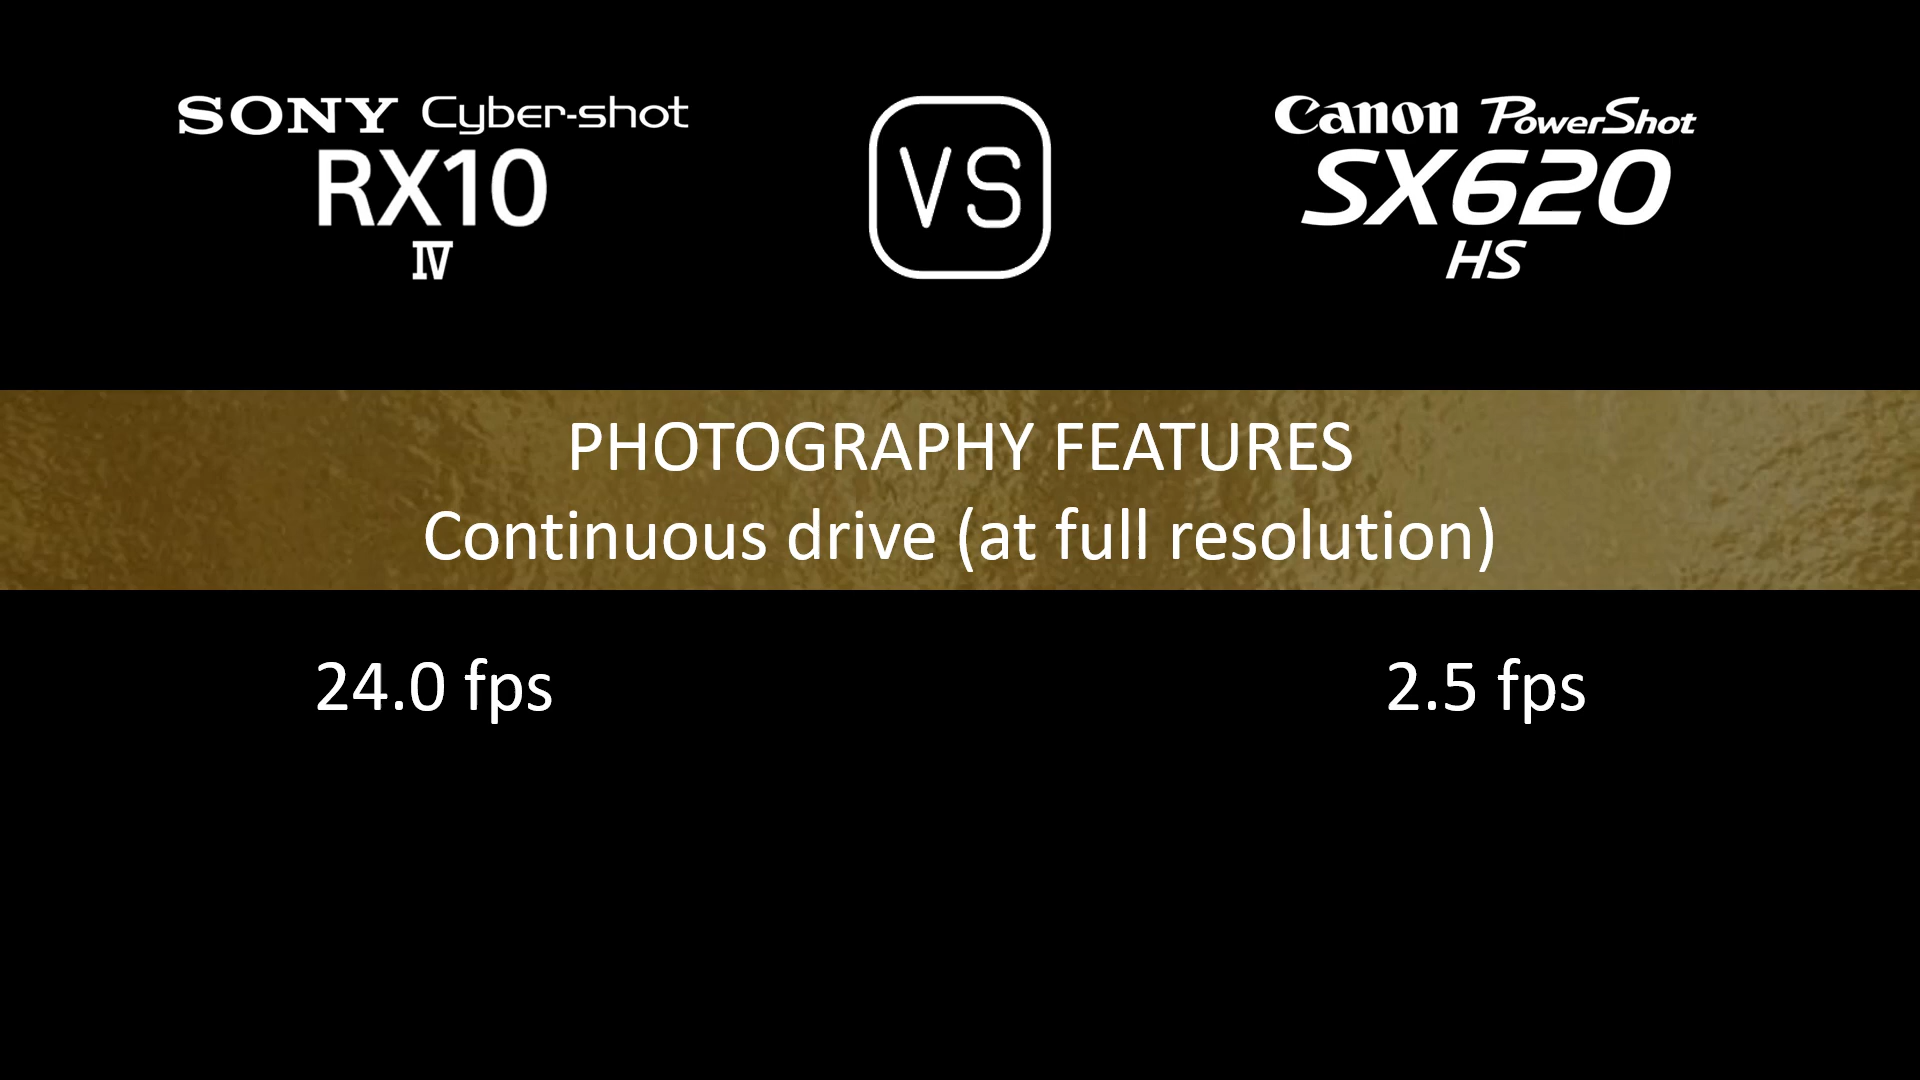 SONY Cyber-shot
RX10
IV
VS
Canon PowerShot
SX620
HS
PHOTOGRAPHY FEATURES
Continuous drive (at full resolution)
24.0 fps
2.5 fps